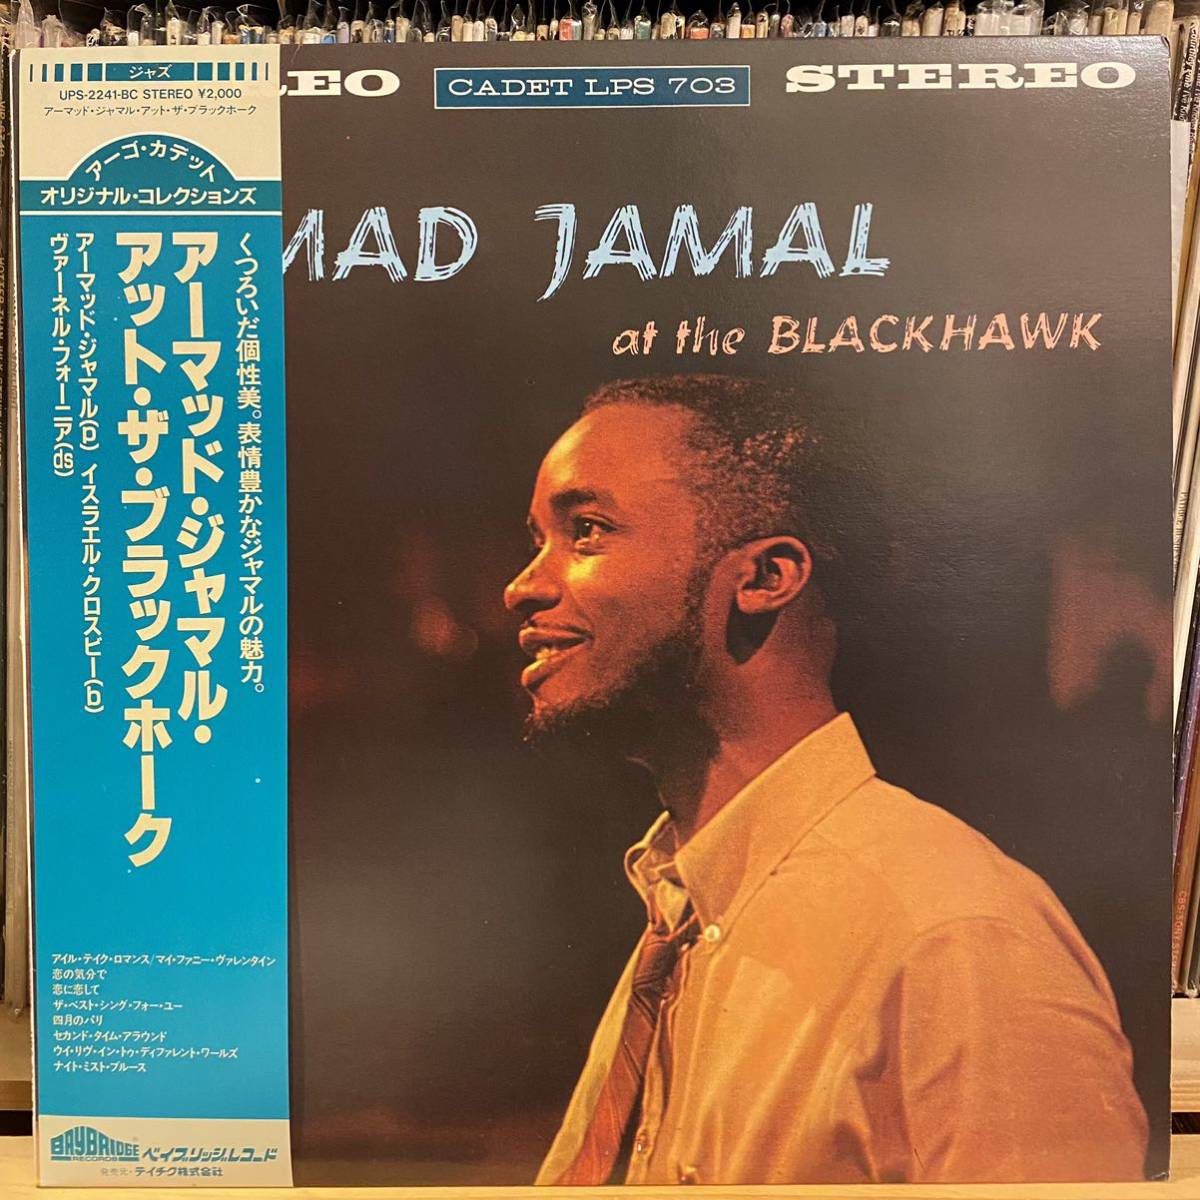 ジャズ
UPS-2241-BC STEREO ¥2,000
アーマッド・ジャマル・アット・ザ・ブラックホーク
アーゴ・カデット
オリジナル・コレクションズ
くつろいだ個性美。表情豊かなジャマルの魅力。
アーマッド・ジャマル・
アット・ザ・ブラックホーク
アーマッド・ジャマル(p) イスラエル・クロスビー(b)
ヴァーネル・フォーニア(ds)
アイル・テイク・ロマンス/マイ・ファニー・ヴァレンタイン
恋の気分で
恋に恋して
ザ・ベスト・シング・フォー・ユー
四月のパリ
セカンド・タイム・アラウンド
ウイ・リヴ・イン・トゥ・ディファレント・ワールズ
ナイト・ミスト・ブルース
BAYBRIDGE
RECORDS
ベイブリッジ・レコード
発売元・テイチク株式会社
REO
CADET LPS 703
STEREO
MAD JAMAL
at the BLACKHAWK